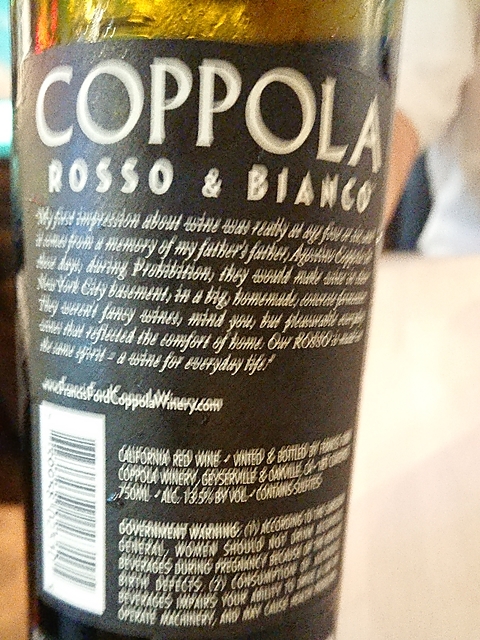 COPPOLA
ROSSO & BIANCO
"My first impression about wine was really at age five or six, and
it comes from a memory of my father's father, Agostino Coppola
those days, during Prohibition, they would make wine in their
New York City basement, in a big, homemade, concrete fermenter
They weren't fancy wines, mind you, but pleasurable everyday
wines that reflected the comfort of home. Our ROSSO is made in
the same spirit - a wine for everyday life."
www.FrancisFordCoppolaWinery.com
CALIFORNIA RED WINE • VINTED & BOTTLED BY FRANCIS FORD
COPPOLA WINERY, GEYSERVILLE & OAKVILLE, CA
750ML • ALC. 13.5% BY VOL • CONTAINS SULFITES
GOVERNMENT WARNING: (1) ACCORDING TO THE
GENERAL, WOMEN SHOULD NOT DRINK
BEVERAGES DURING PREGNANCY BECAUSE OF
BIRTH DEFECTS. (2) CONSUMPTION OF
BEVERAGES IMPAIRS YOUR ABILITY TO
OPERATE MACHINERY, AND MAY CAUSE